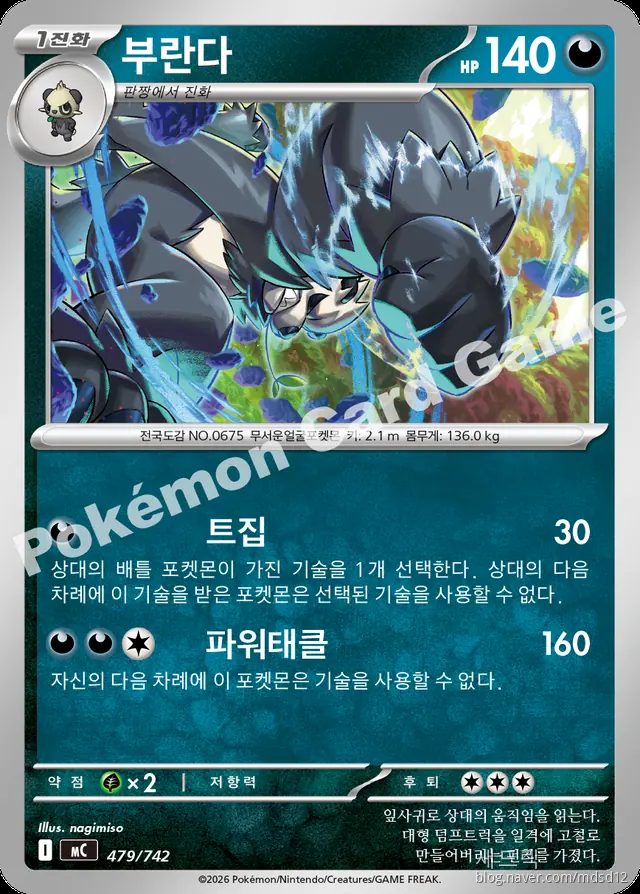 1진화
부란다
HP 140
판짱에서 진화
전국도감 NO.0675 무서운얼굴포켓몬 키: 2.1 m 몸무게: 136.0 kg
Pokémon Card Game
트집 30
상대의 배틀 포켓몬이 가진 기술을 1개 선택한다. 상대의 다음
차례에 이 기술을 받은 포켓몬은 선택된 기술을 사용할 수 없다.
파워태클 160
자신의 다음 차례에 이 포켓몬은 기술을 사용할 수 없다.
약점 ×2 저항력 후퇴
잎사귀로 상대의 움직임을 읽는다.
대형 덤프트럭을 일격에 고철로
만들어버리는 펀치를 가졌다.
Illus. nagimiso
I mC 479/742
©2026 Pokémon/Nintendo/Creatures/GAME FREAK.
blog.naver.com/mdsd12